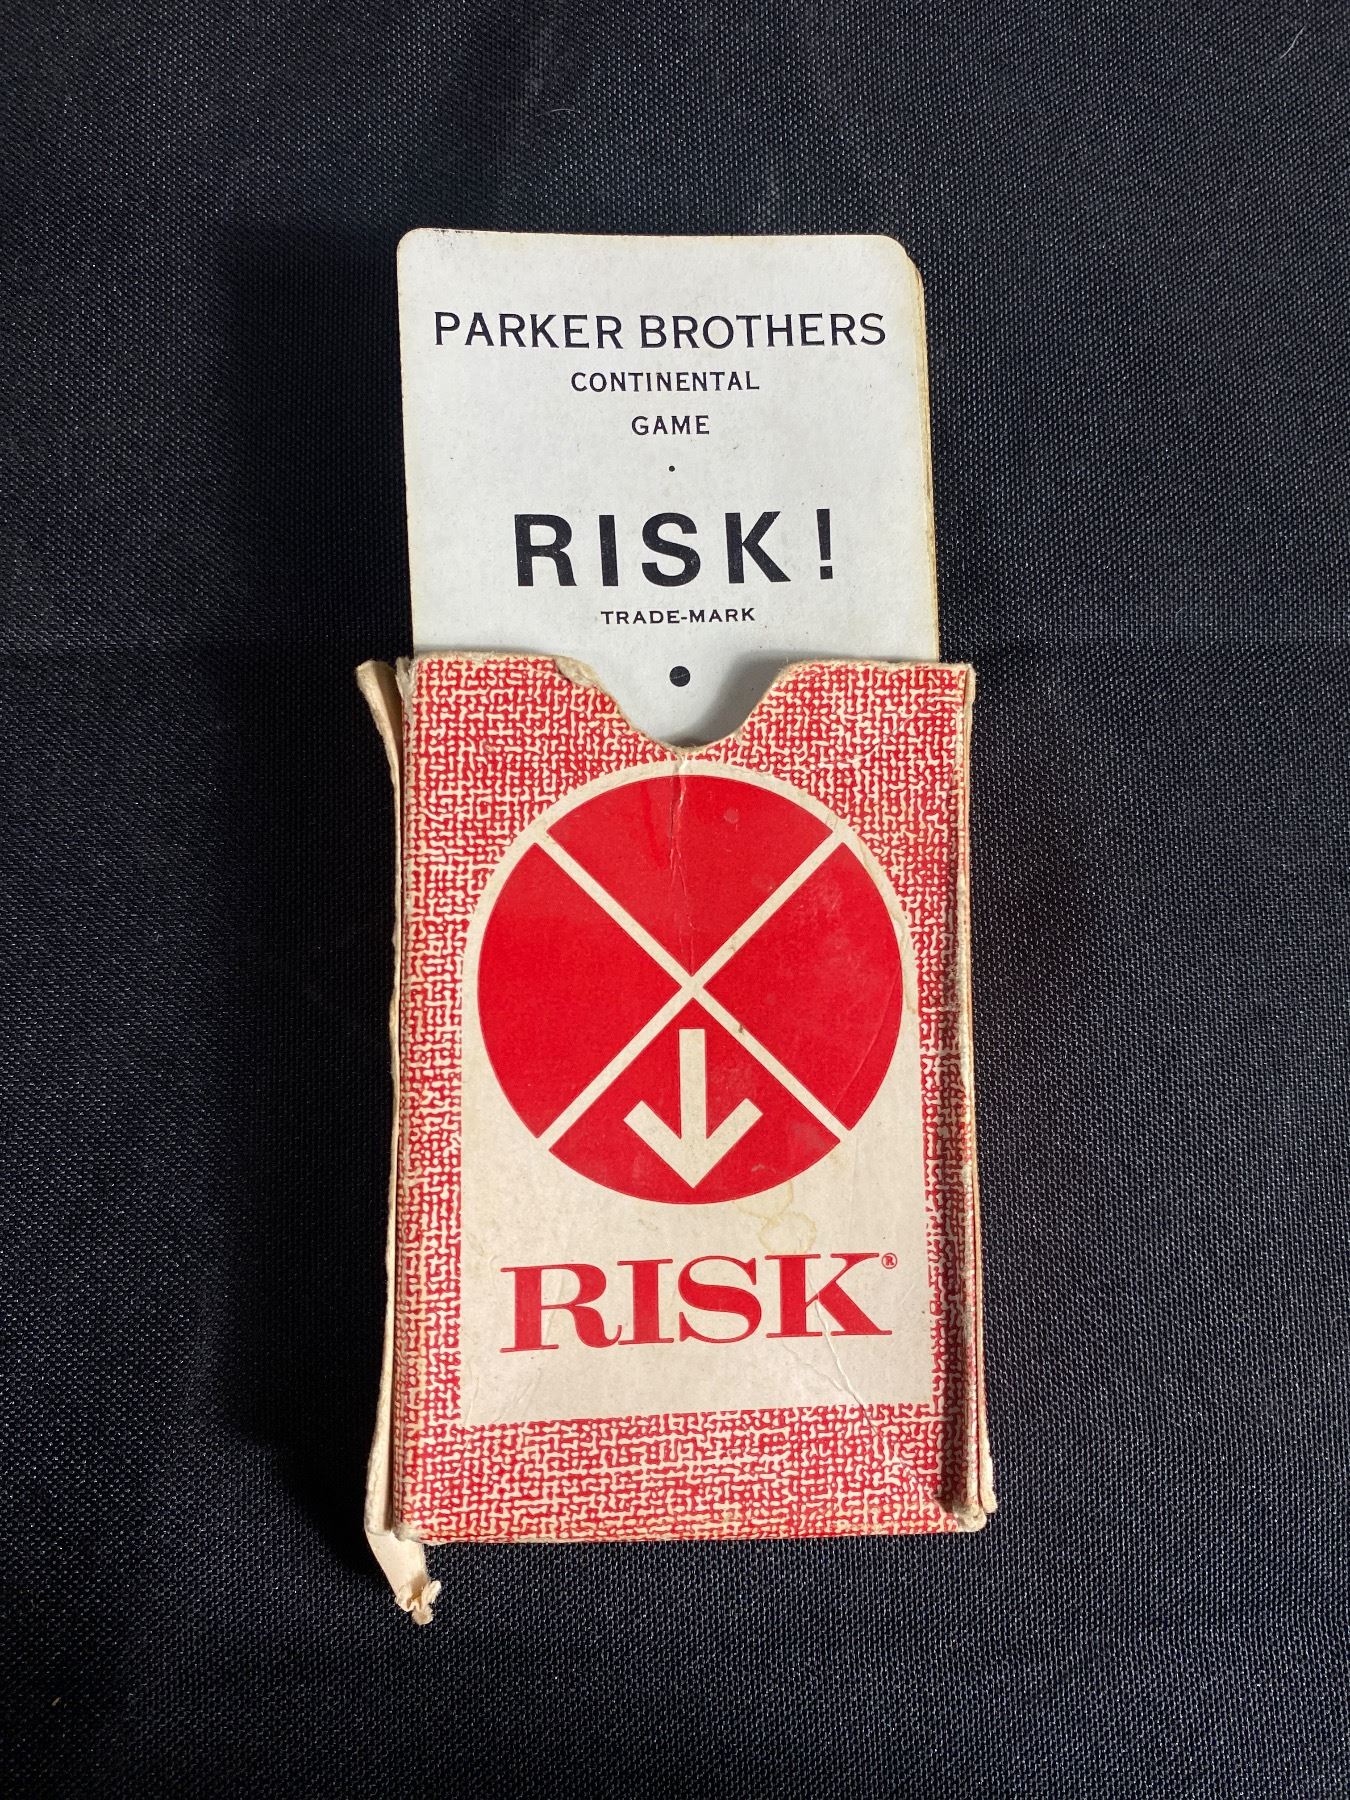 PARKER BROTHERS
CONTINENTAL
GAME
RISK!
TRADE-MARK
RISK®